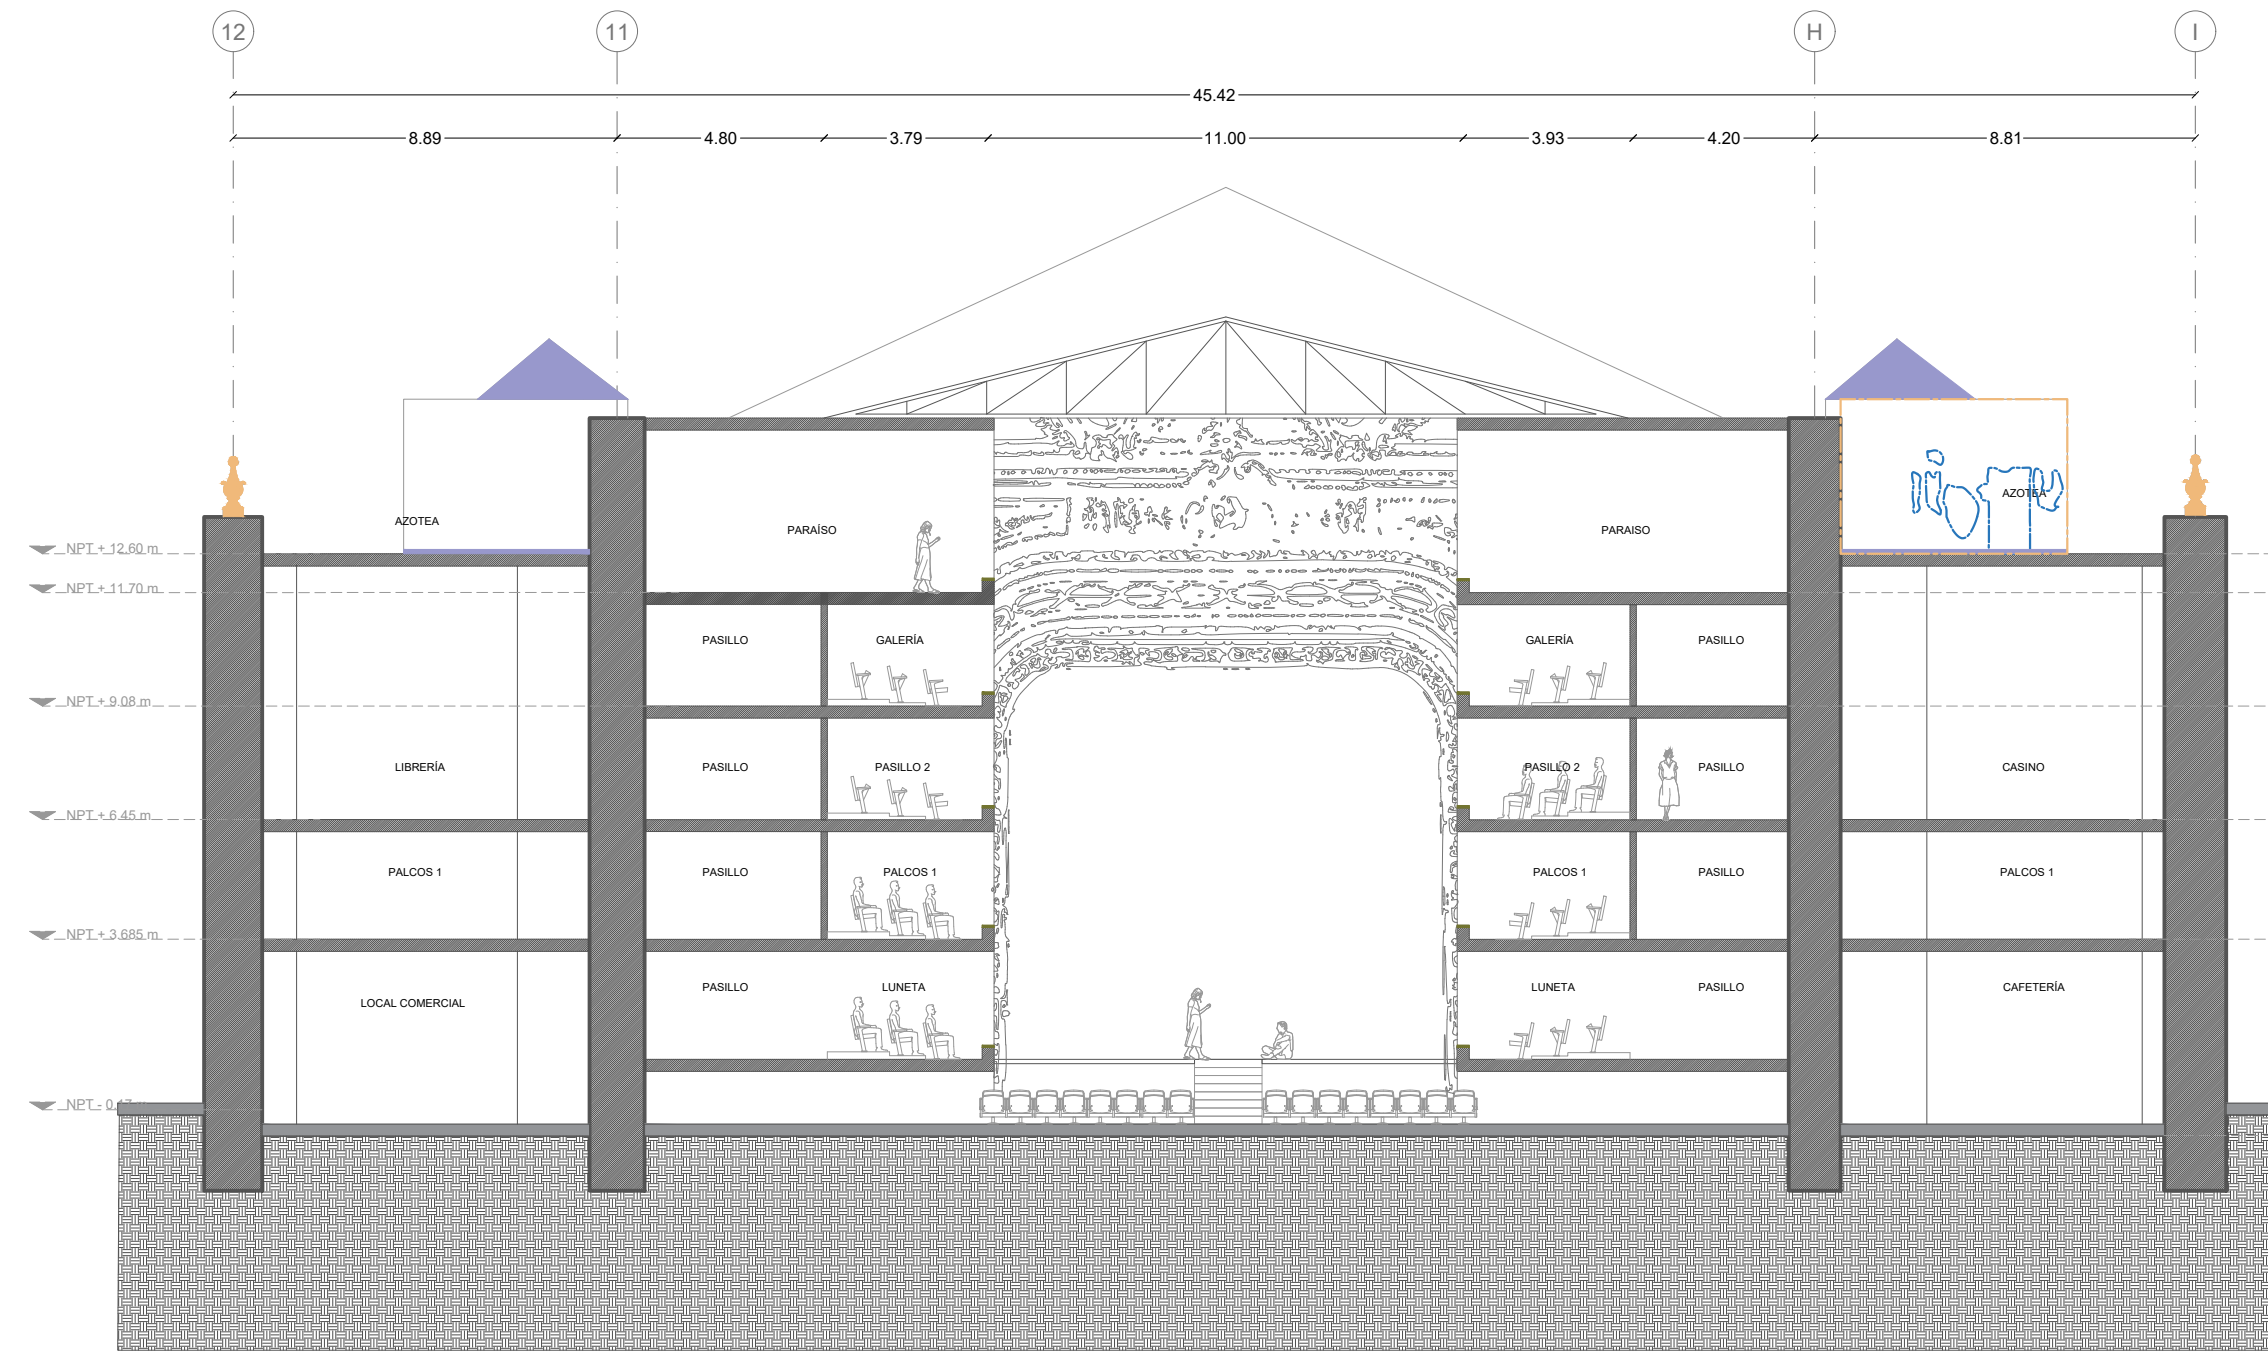 12 11 H I
45.42
8.89 4.80 3.79 11.00 3.93 4.20 8.81
AZOTEA
AZOTEA
PARAÍSO PARAISO
NPT + 12.60 m
NPT + 11.70 m
PASILLO GALERÍA GALERÍA PASILLO
NPT + 9.08 m
LIBRERÍA PASILLO PASILLO 2 PASILLO 2 PASILLO CASINO
NPT + 6.45 m
PALCOS 1 PASILLO PALCOS 1 PALCOS 1 PASILLO PALCOS 1
NPT + 3.685 m
PASILLO LUNETA LUNETA PASILLO CAFETERÍA
LOCAL COMERCIAL
NPT - 0.17 m